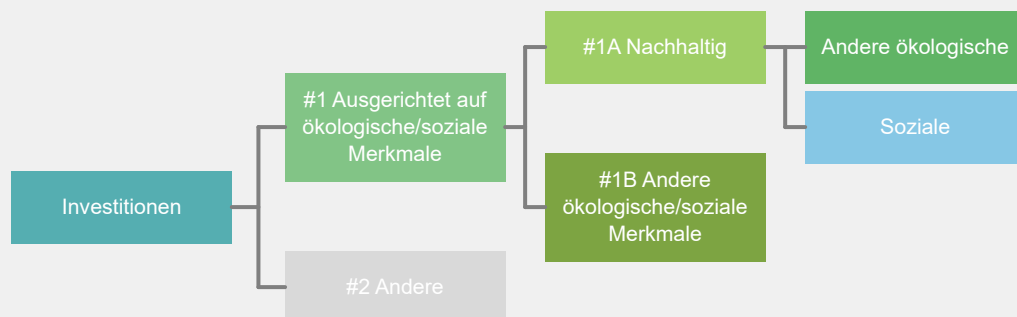 Investitionen
#1 Ausgerichtet auf
ökologische/soziale
Merkmale
#2 Andere
#1A Nachhaltig
#1B Andere
ökologische/soziale
Merkmale
Andere ökologische
Soziale